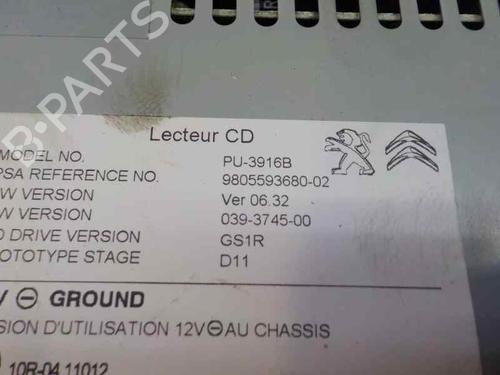 B-PARTS
Lecteur CD
MODEL NO. PU-3916B
PSA REFERENCE NO. 9805593680-02
W VERSION Ver 06.32
W VERSION 039-3745-00
D DRIVE VERSION GS1R
OTOTYPE STAGE D11
V ⊖ GROUND
SION D'UTILISATION 12V⊖AU CHASSIS
10R-04 11012